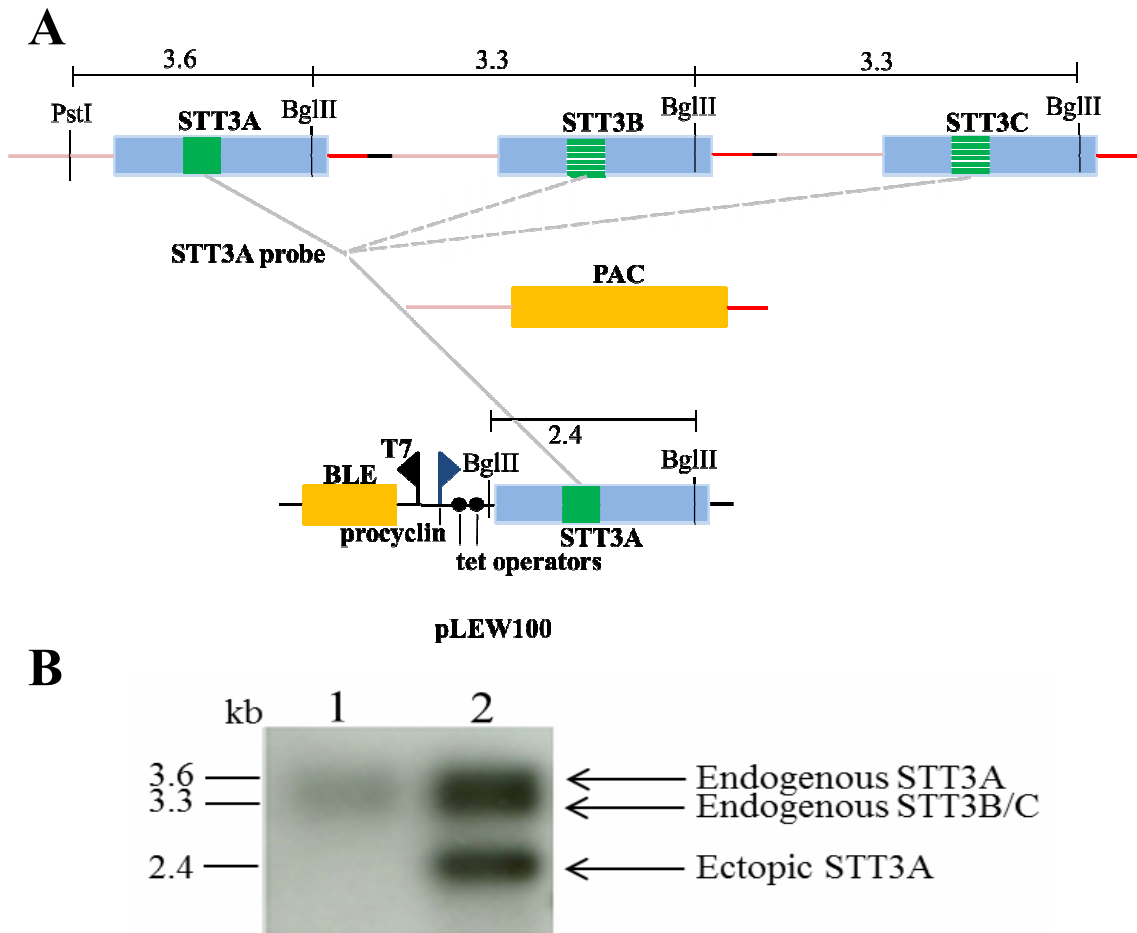 A
3.6
3.3
3.3
PstI
STT3A
BglII
STT3B
BglII
STT3C
BglII
STT3A probe
PAC
2.4
T7
BglII
BglII
BLE
procyclin
STT3A
tet operators
pLEW100
B
kb
1
2
3.6
Endogenous STT3A
3.3
Endogenous STT3B/C
2.4
Ectopic STT3A